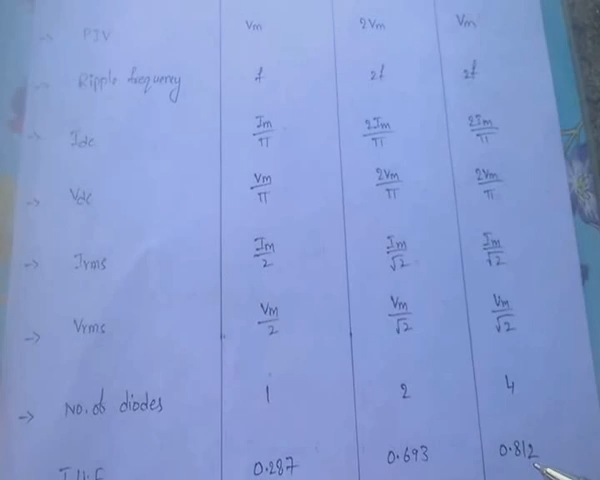 -> PIV Vm 2Vm Vm
-> Ripple frequency f 2f 2f
-> Idc Im/π 2Im/π 2Im/π
-> Vdc Vm/π 2Vm/π 2Vm/π
-> Irms Im/2 Im/√2 Im/√2
-> Vrms Vm/2 Vm/√2 Vm/√2
-> No. of diodes 1 2 4
0.287 0.693 0.812